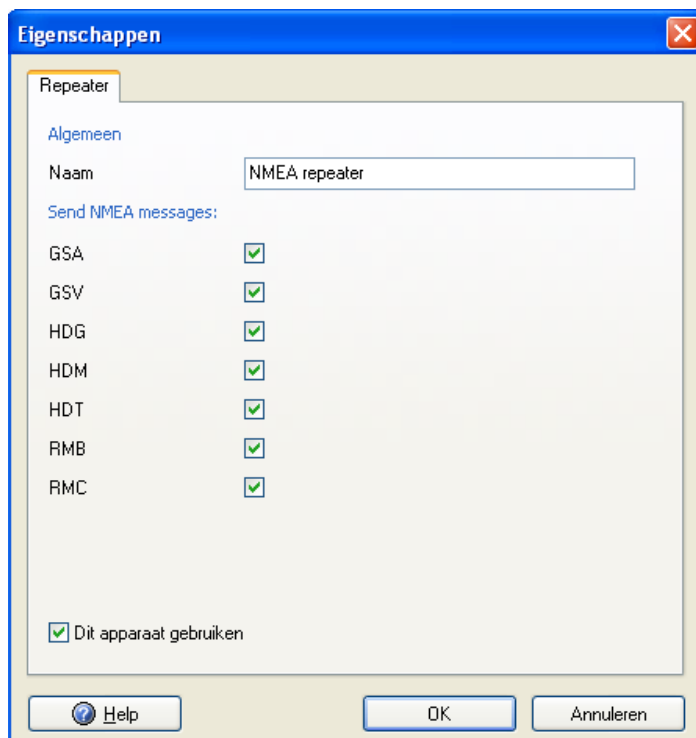 Eigenschappen
Repeater
Algemeen
Naam NMEA repeater
Send NMEA messages:
GSA
GSV
HDG
HDM
HDT
RMB
RMC
Dit apparaat gebruiken
Help OK Annuleren